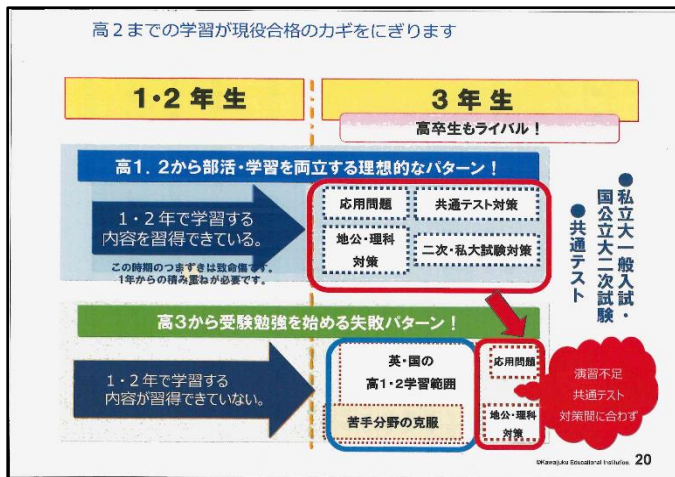 高2までの学習が現役合格のカギをにぎります
1・2年生
3年生
高卒生もライバル！
高1．2から部活・学習を両立する理想的なパターン！
1・2年で学習する
内容を習得できている。
この時期のつまずきは致命傷です。
1年からの積み重ねが必要です。
応用問題
共通テスト対策
地公・理科
対策
二次・私大試験対策
●私立大一般入試・
国公立大二次試験
●共通テスト
高3から受験勉強を始める失敗パターン！
1・2年で学習する
内容が習得できていない。
英・国の
高1・2学習範囲
苦手分野の克服
応用問題
地公・理科
対策
演習不足
共通テスト
対策間に合わず
©Kawaijuku Educational Institution. 20